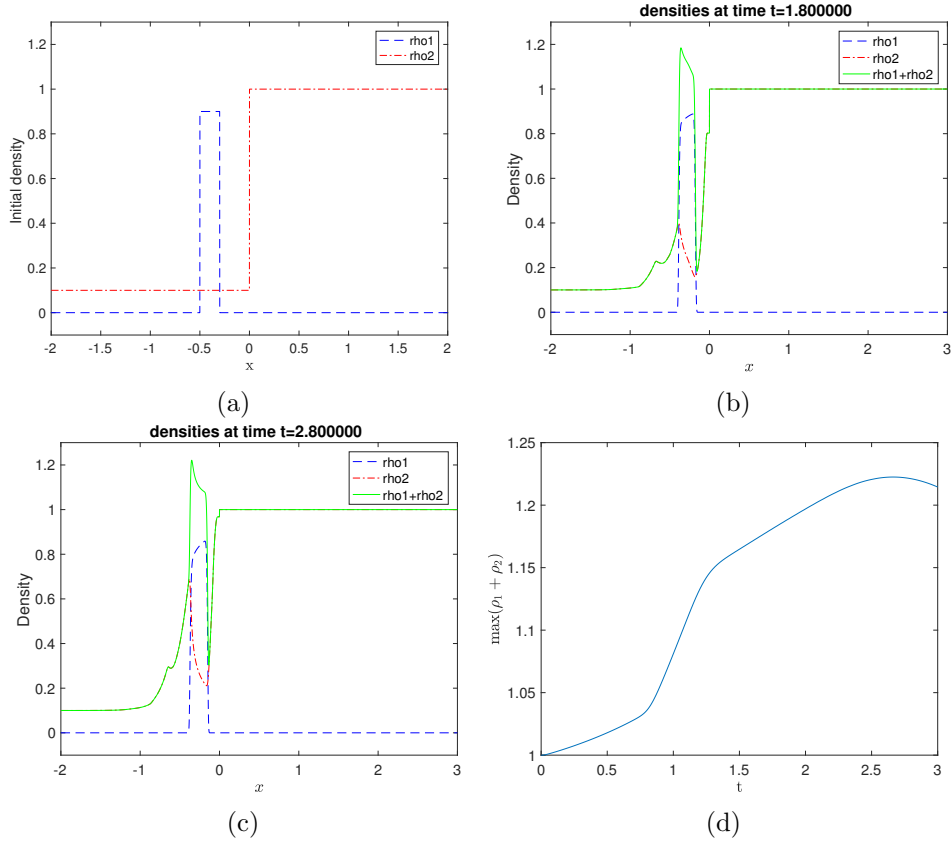 rho1
rho2
Initial density
1.2
1
0.8
0.6
0.4
0.2
0
-2 -1.5 -1 -0.5 0 0.5 1 1.5 2
x
(a)
densities at time t=1.800000
rho1
rho2
rho1+rho2
Density
1.2
1
0.8
0.6
0.4
0.2
0
-2 -1 0 1 2 3
x
(b)
densities at time t=2.800000
rho1
rho2
rho1+rho2
Density
1.2
1
0.8
0.6
0.4
0.2
0
-2 -1 0 1 2 3
x
(c)
max(ρ₁ + ρ₂)
1.25
1.2
1.15
1.1
1.05
1
0 0.5 1 1.5 2 2.5 3
t
(d)